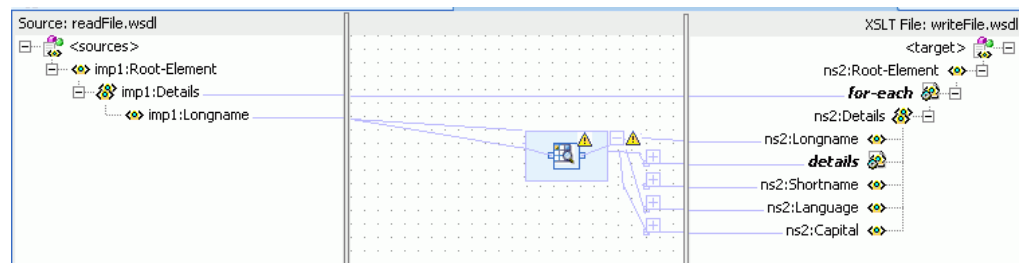 Source: readFile.wsdl
XSLT File: writeFile.wsdl
<sources>
<target>
imp1:Root-Element
ns2:Root-Element
imp1:Details
for-each
imp1:Longname
ns2:Details
ns2:Longname
details
ns2:Shortname
ns2:Language
ns2:Capital